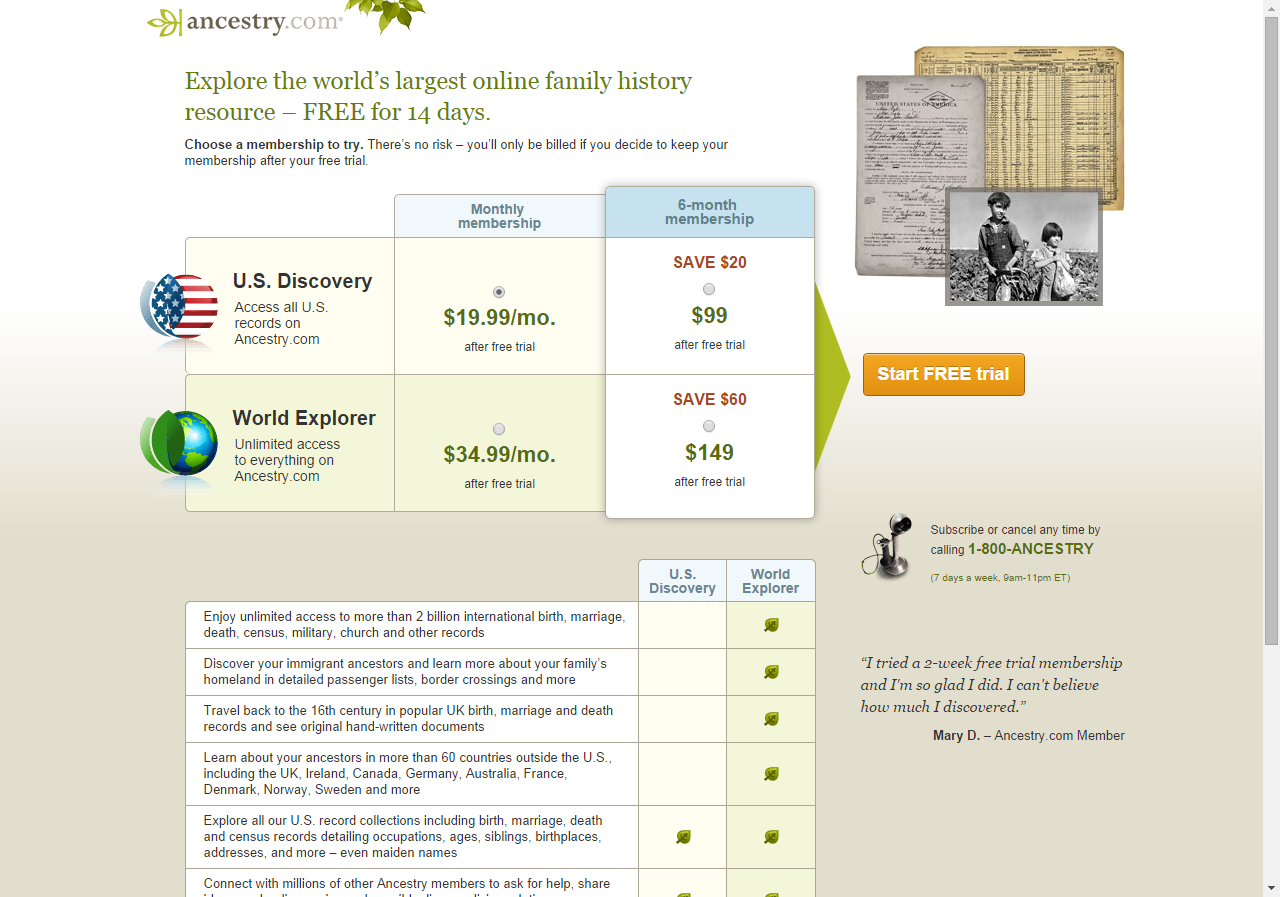 ancestry.com
Explore the world’s largest online family history
resource – FREE for 14 days.
Choose a membership to try. There’s no risk – you’ll only be billed if you decide to keep your
membership after your free trial.
Monthly
membership
6-month
membership
U.S. Discovery
Access all U.S.
records on
Ancestry.com
$19.99/mo.
after free trial
SAVE $20
$99
after free trial
World Explorer
Unlimited access
to everything on
Ancestry.com
$34.99/mo.
after free trial
SAVE $60
$149
after free trial
UNITED STATES OF AMERICA.
Start FREE trial
Subscribe or cancel any time by
calling 1-800-ANCESTRY
(7 days a week, 9am-11pm ET)
“I tried a 2-week free trial membership
and I'm so glad I did. I can't believe
how much I discovered.”
Mary D. – Ancestry.com Member
U.S.
Discovery
World
Explorer
Enjoy unlimited access to more than 2 billion international birth, marriage,
death, census, military, church and other records
Discover your immigrant ancestors and learn more about your family’s
homeland in detailed passenger lists, border crossings and more
Travel back to the 16th century in popular UK birth, marriage and death
records and see original hand-written documents
Learn about your ancestors in more than 60 countries outside the U.S.,
including the UK, Ireland, Canada, Germany, Australia, France,
Denmark, Norway, Sweden and more
Explore all our U.S. record collections including birth, marriage, death
and census records detailing occupations, ages, siblings, birthplaces,
addresses, and more – even maiden names
Connect with millions of other Ancestry members to ask for help, share